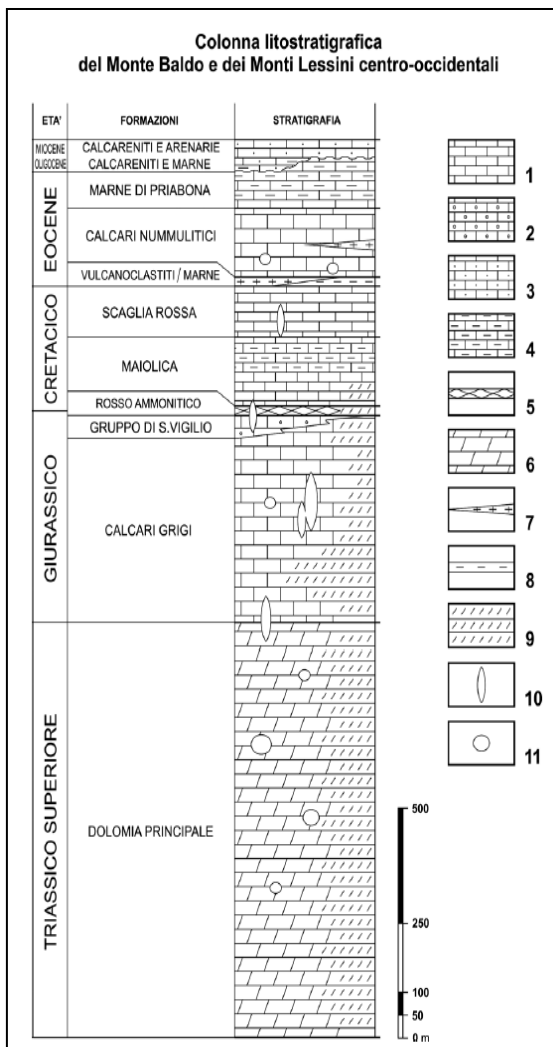 Colonna litostratigrafica
del Monte Baldo e dei Monti Lessini centro-occidentali
ETA' FORMAZIONI STRATIGRAFIA
MIOCENE CALCARENITI E ARENARIE
OLIGOCENE CALCARENITI E MARNE
EOCENE
MARNE DI PRIABONA
CALCARI NUMMULITICI
VULCANOCLASTITI / MARNE
CRETACICO
SCAGLIA ROSSA
MAIOLICA
ROSSO AMMONITICO
GIURASSICO
GRUPPO DI S.VIGILIO
CALCARI GRIGI
TRIASSICO SUPERIORE
DOLOMIA PRINCIPALE
1
2
3
4
5
6
7
8
9
10
11
500
250
100
50
0 m